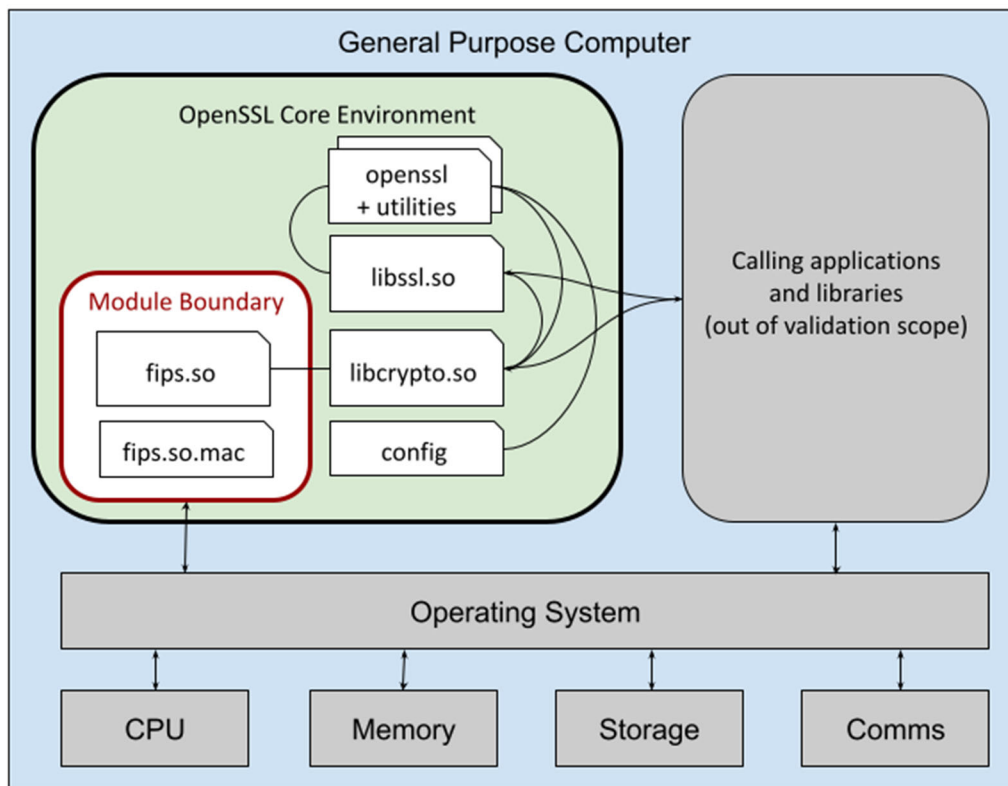 General Purpose Computer
OpenSSL Core Environment
openssl
+ utilities
libssl.so
Module Boundary
fips.so
libcrypto.so
fips.so.mac
config
Calling applications
and libraries
(out of validation scope)
Operating System
CPU
Memory
Storage
Comms